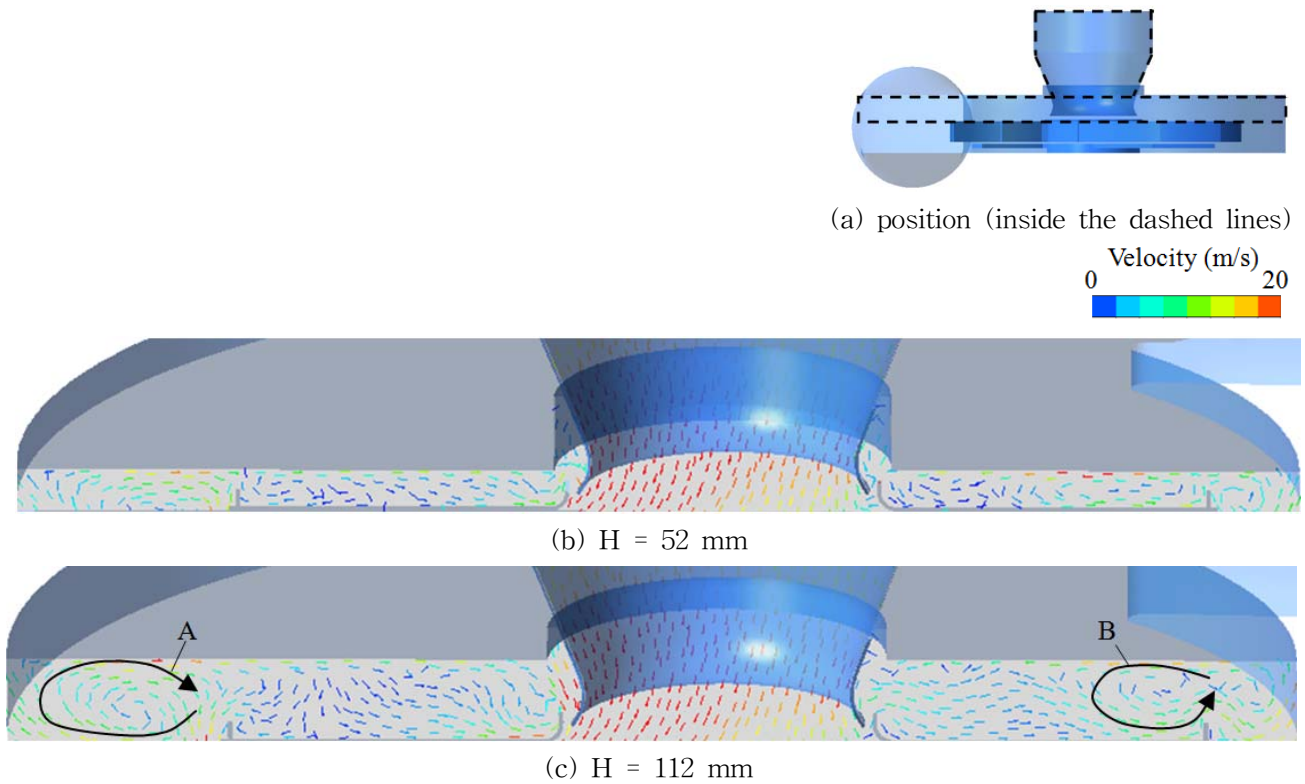 (a) position (inside the dashed lines)
Velocity (m/s)
0 20
(b) H = 52 mm
A
B
(c) H = 112 mm